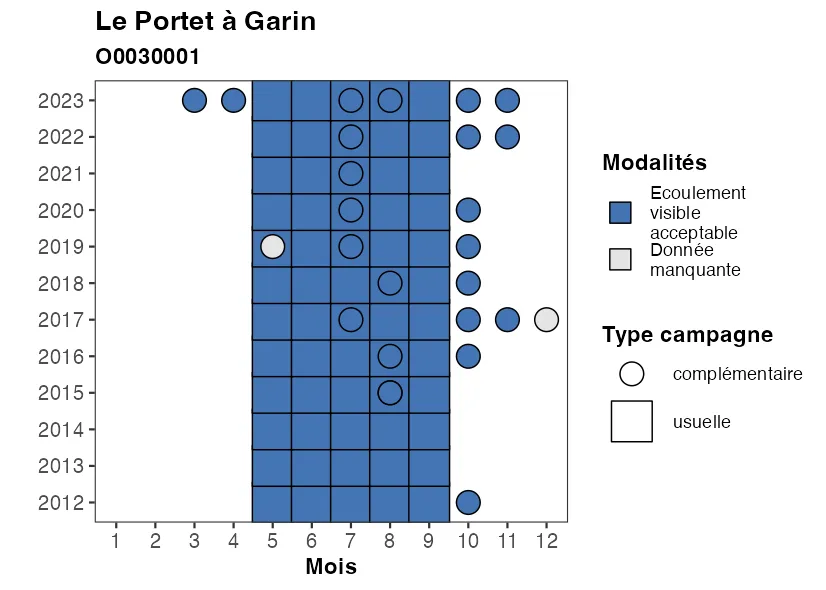 Le Portet à Garin
O0030001
2023
2022
2021
2020
2019
2018
2017
2016
2015
2014
2013
2012
1 2 3 4 5 6 7 8 9 10 11 12
Mois
Modalités
Ecoulement
visible
acceptable
Donnée
manquante
Type campagne
complémentaire
usuelle